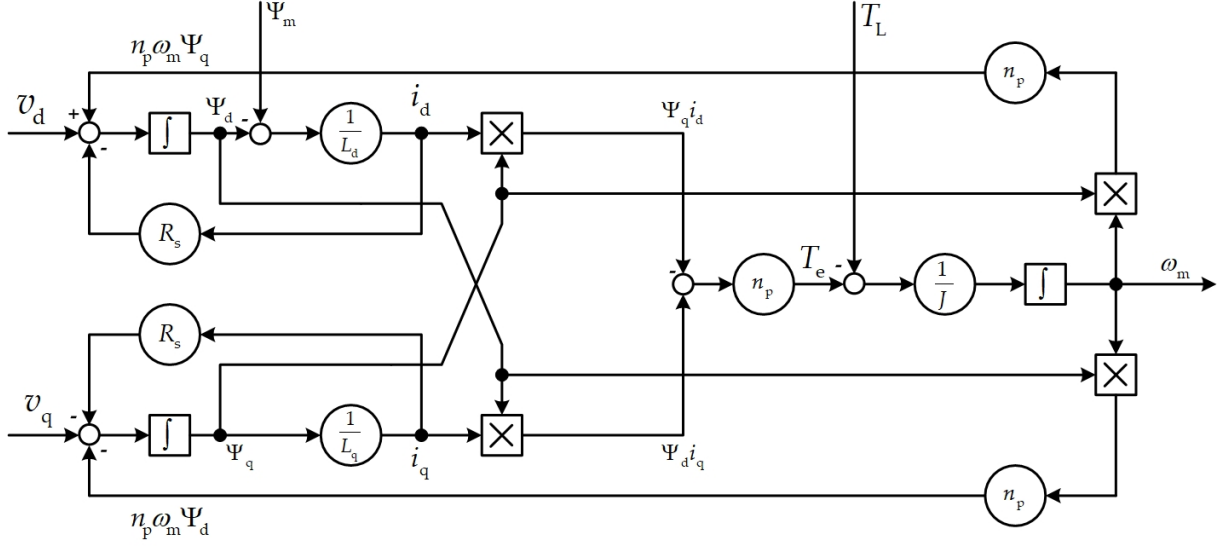 Ψm
TL
npωmΨq
np
vd
+
-
∫
Ψd
-
1/Ld
id
×
Ψqid
×
Rs
-
np
Te
-
1/J
∫
ωm
Rs
×
vq
-
-
∫
Ψq
1/Lq
iq
×
Ψdiq
np
npωmΨd